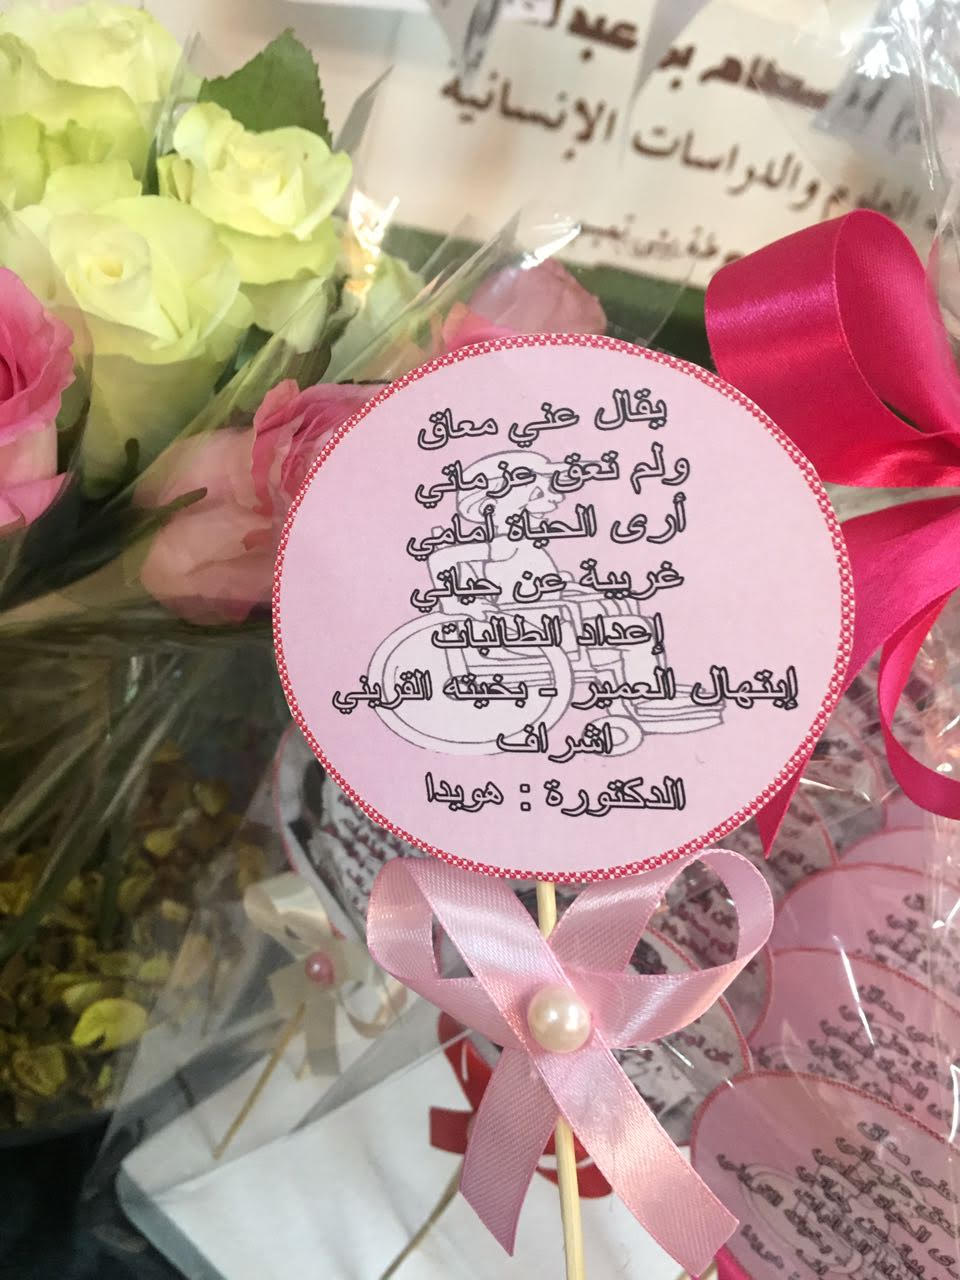 والدراسات الإنسانية
يقال عني معاق
ولم تعق عزماتي
أرى الحياة أمامي
غريبة عن حياتي
إعداد الطالبات
إبتهال العمير - بخيته القريني
اشراف
الدكتورة : هويدا